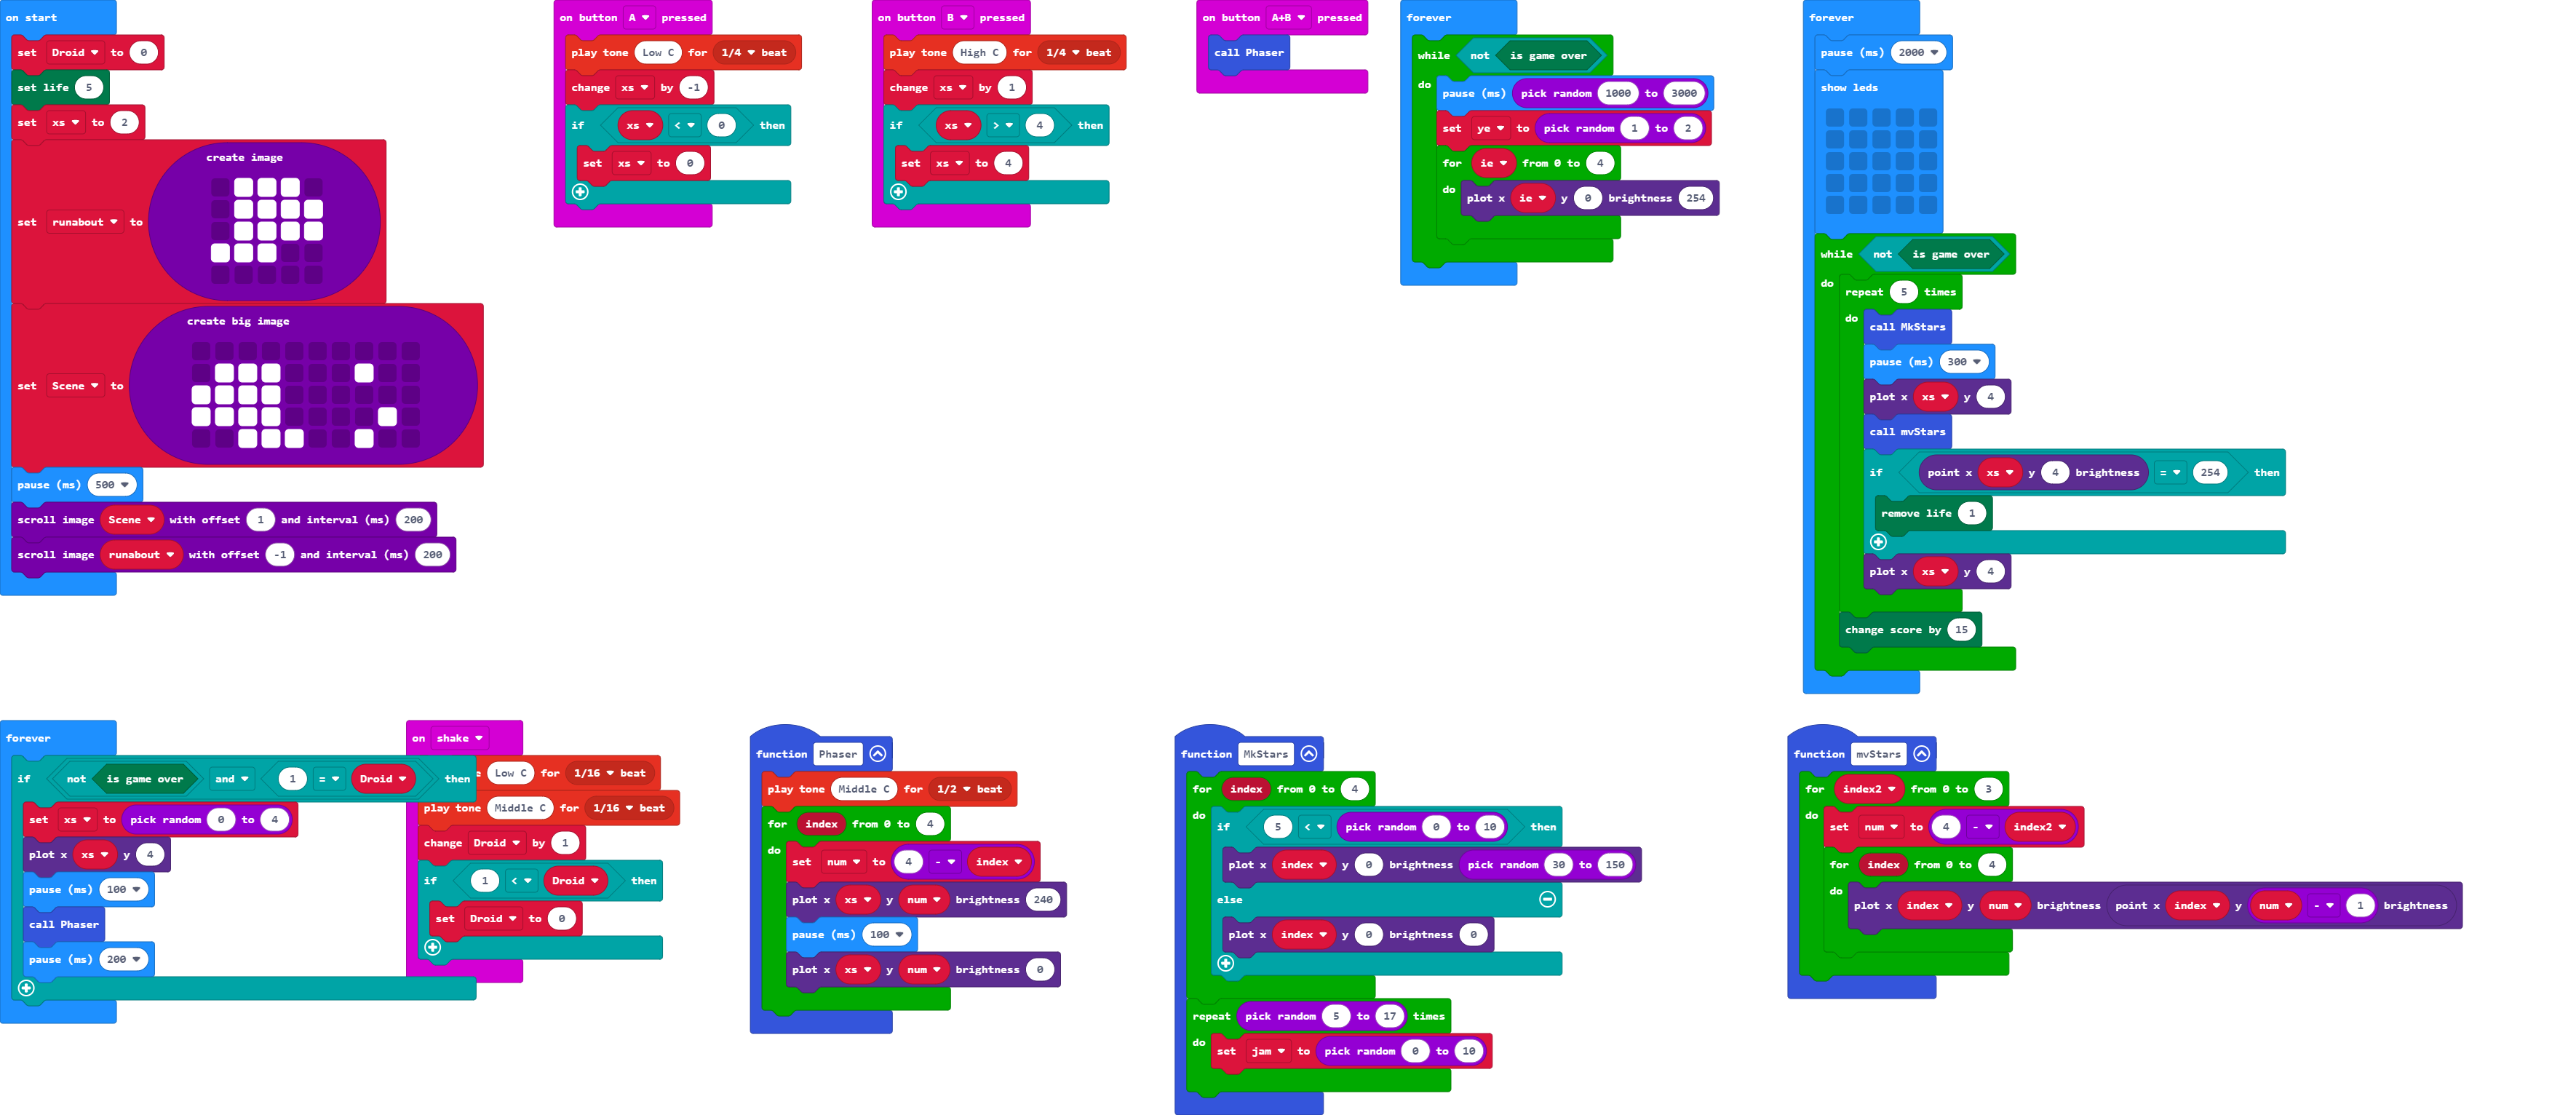 on start
set Droid to 0
set life 5
set xs to 2
create image
set runabout to
create big image
set Scene to
pause (ms) 500
scroll image Scene with offset 1 and interval (ms) 200
scroll image runabout with offset -1 and interval (ms) 200
on button A pressed
play tone Low C for 1/4 beat
change xs by -1
if xs < 0 then
set xs to 0
on button B pressed
play tone High C for 1/4 beat
change xs by 1
if xs > 4 then
set xs to 4
on button A+B pressed
call Phaser
forever
while not is game over
do
pause (ms) pick random 1000 to 3000
set ye to pick random 1 to 2
for ie from 0 to 4
do
plot x ie y 0 brightness 254
forever
pause (ms) 2000
show leds
while not is game over
do
repeat 5 times
do
call MkStars
pause (ms) 300
plot x xs y 4
call mvStars
if point x xs y 4 brightness = 254 then
remove life 1
plot x xs y 4
change score by 15
forever
if not is game over and 1 = Droid then
set xs to pick random 0 to 4
plot x xs y 4
pause (ms) 100
call Phaser
pause (ms) 200
on shake
e Low C for 1/16 beat
play tone Middle C for 1/16 beat
change Droid by 1
if 1 < Droid then
set Droid to 0
function Phaser
play tone Middle C for 1/2 beat
for index from 0 to 4
do
set num to 4 - index
plot x xs y num brightness 240
pause (ms) 100
plot x xs y num brightness 0
function MkStars
for index from 0 to 4
do
if 5 < pick random 0 to 10 then
plot x index y 0 brightness pick random 30 to 150
else
plot x index y 0 brightness 0
repeat pick random 5 to 17 times
do
set jam to pick random 0 to 10
function mvStars
for index2 from 0 to 3
do
set num to 4 - index2
for index from 0 to 4
do
plot x index y num brightness point x index y num - 1 brightness